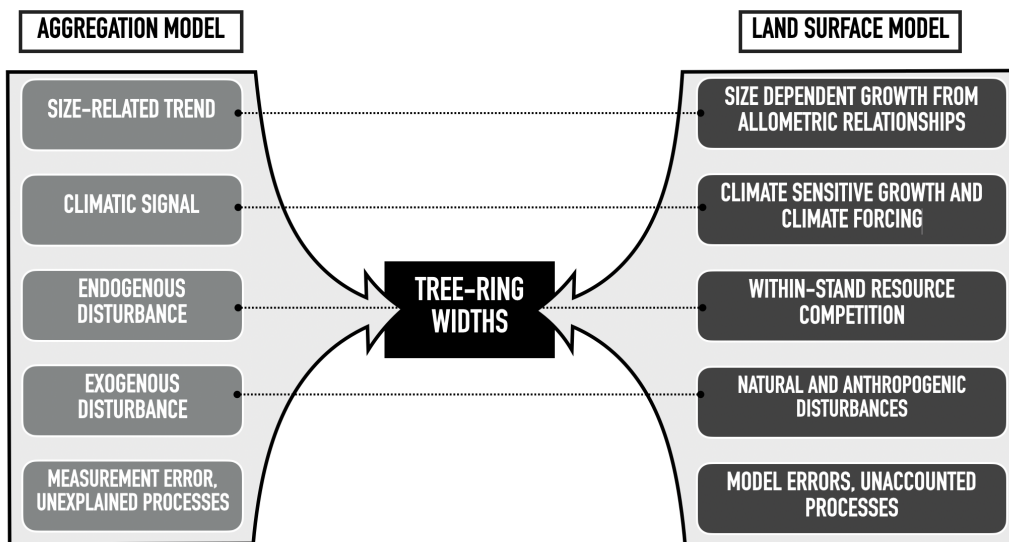 AGGREGATION MODEL
LAND SURFACE MODEL
SIZE-RELATED TREND
SIZE DEPENDENT GROWTH FROM
ALLOMETRIC RELATIONSHIPS
CLIMATIC SIGNAL
CLIMATE SENSITIVE GROWTH AND
CLIMATE FORCING
ENDOGENOUS
DISTURBANCE
TREE-RING
WIDTHS
WITHIN-STAND RESOURCE
COMPETITION
EXOGENOUS
DISTURBANCE
NATURAL AND ANTHROPOGENIC
DISTURBANCES
MEASUREMENT ERROR,
UNEXPLAINED PROCESSES
MODEL ERRORS, UNACCOUNTED
PROCESSES